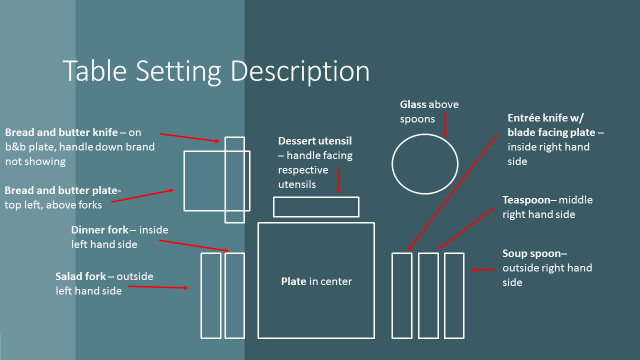 Table Setting Description
Bread and butter knife – on
b&b plate, handle down brand
not showing
Bread and butter plate-
top left, above forks
Dinner fork – inside
left hand side
Salad fork – outside
left hand side
Dessert utensil
– handle facing
respective
utensils
Plate in center
Glass above
spoons
Entrée knife w/
blade facing plate –
inside right hand
side
Teaspoon– middle
right hand side
Soup spoon–
outside right hand
side